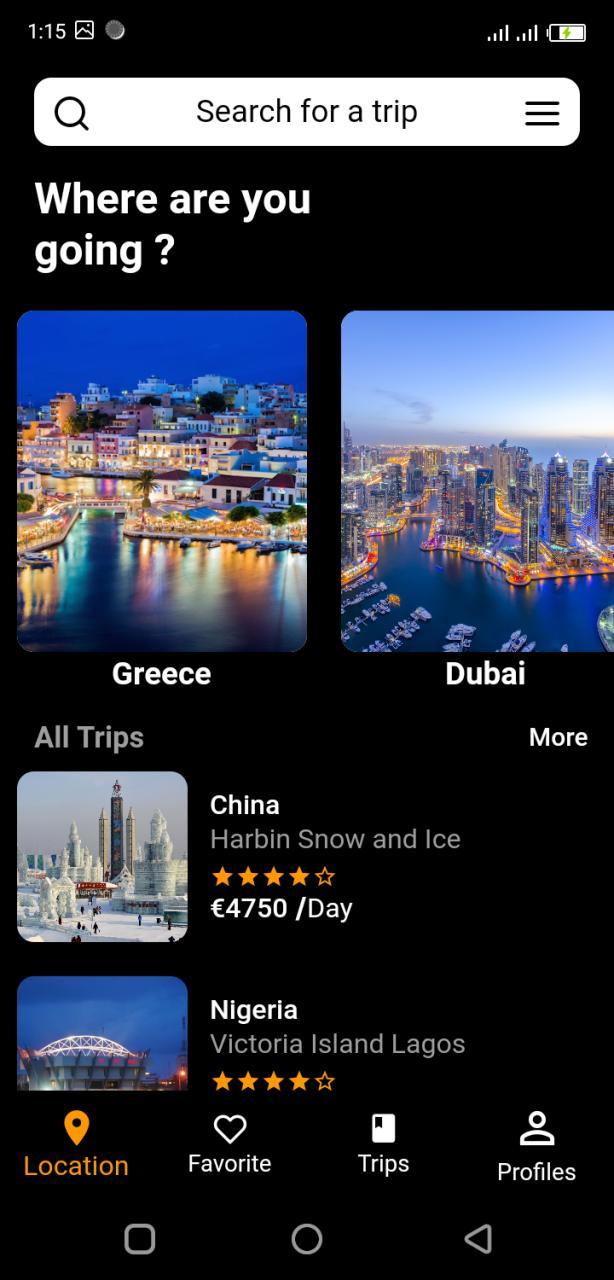 1:15
Search for a trip
Where are you
going ?
Greece
Dubai
All Trips
More
China
Harbin Snow and Ice
€4750 /Day
Nigeria
Victoria Island Lagos
Location
Favorite
Trips
Profiles